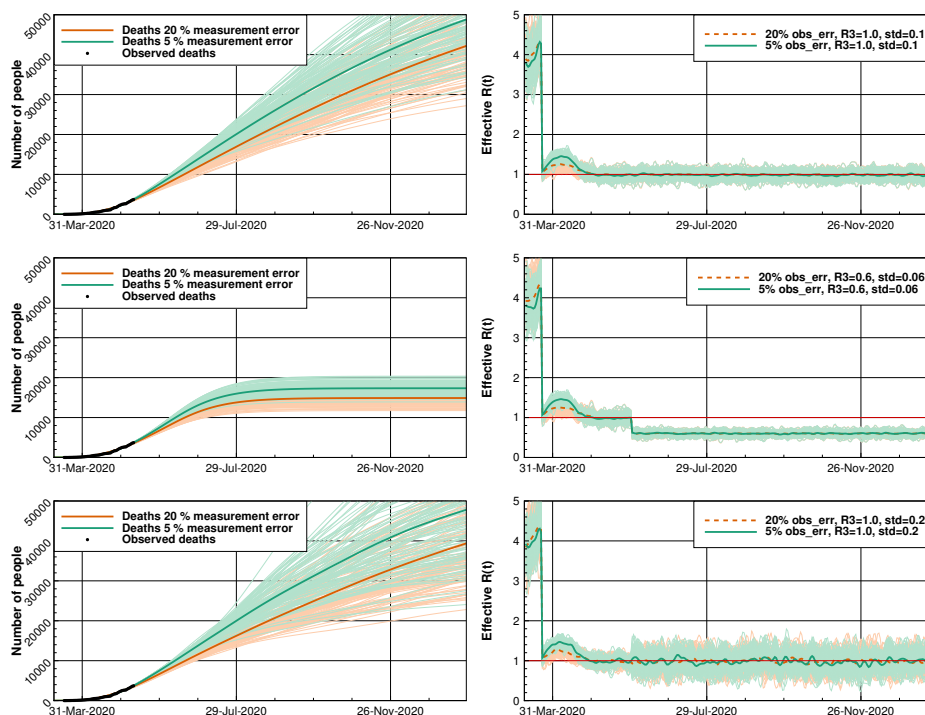 Number of people
50000
40000
30000
20000
10000
0
Deaths 20 % measurement error
Deaths 5 % measurement error
Observed deaths
31-Mar-2020 29-Jul-2020 26-Nov-2020
Effective R(t)
5
4
3
2
1
0
20% obs_err, R3=1.0, std=0.1
5% obs_err, R3=1.0, std=0.1
31-Mar-2020 29-Jul-2020 26-Nov-2020
Number of people
50000
40000
30000
20000
10000
0
Deaths 20 % measurement error
Deaths 5 % measurement error
Observed deaths
31-Mar-2020 29-Jul-2020 26-Nov-2020
Effective R(t)
5
4
3
2
1
0
20% obs_err, R3=0.6, std=0.06
5% obs_err, R3=0.6, std=0.06
31-Mar-2020 29-Jul-2020 26-Nov-2020
Number of people
50000
40000
30000
20000
10000
0
Deaths 20 % measurement error
Deaths 5 % measurement error
Observed deaths
31-Mar-2020 29-Jul-2020 26-Nov-2020
Effective R(t)
5
4
3
2
1
0
20% obs_err, R3=1.0, std=0.2
5% obs_err, R3=1.0, std=0.2
31-Mar-2020 29-Jul-2020 26-Nov-2020